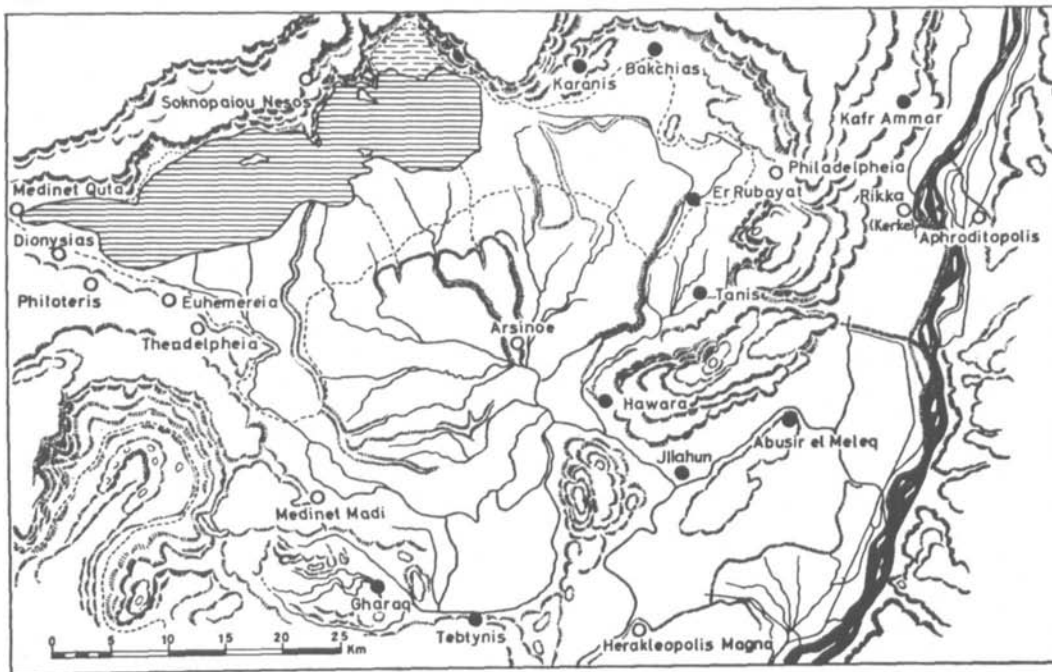 Karanis
Bakchias
Soknopaiou Nesos
Kafr Ammar
Medinet Quta
Philadelpheia
Er Rubayat
Rikka
(Kerke)
Aphroditopolis
Dionysias
Philoteris
Euhemereia
Tanis
Theadelpheia
Arsinoe
Hawara
Abusir el Meleq
Jllahun
Medinet Madi
Gharaq
Tebtynis
Herakleopolis Magna
0 5 10 15 20 25
Km